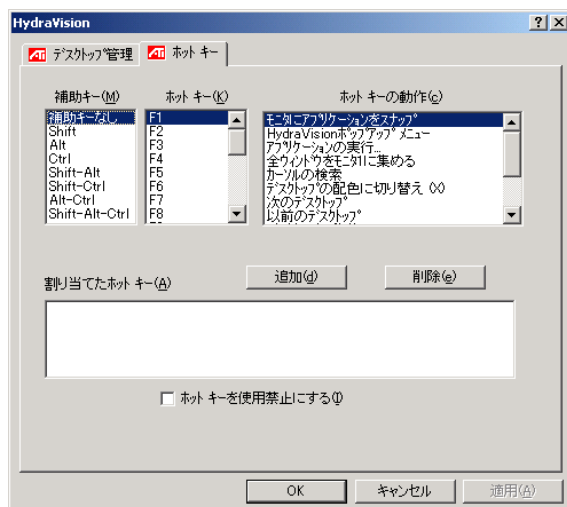 HydraVision
ATI デスクトップ管理
ATI ホット キー
補助キー(M)
ホット キー(K)
ホット キーの動作(c)
補助キーなし
Shift
Alt
Ctrl
Shift-Alt
Shift-Ctrl
Alt-Ctrl
Shift-Alt-Ctrl
F1
F2
F3
F4
F5
F6
F7
F8
モニタにアプリケーションをスナップ
HydraVisionポップアップ メニュー
アプリケーションの実行...
全ウィンドウをモニタ1に集める
カーソルの検索
デスクトップの配色に切り替え (X)
次のデスクトップ
以前のデスクトップ
割り当てたホット キー(A)
追加(d)
削除(e)
ホット キーを使用禁止にする(I)
OK
キャンセル
適用(A)